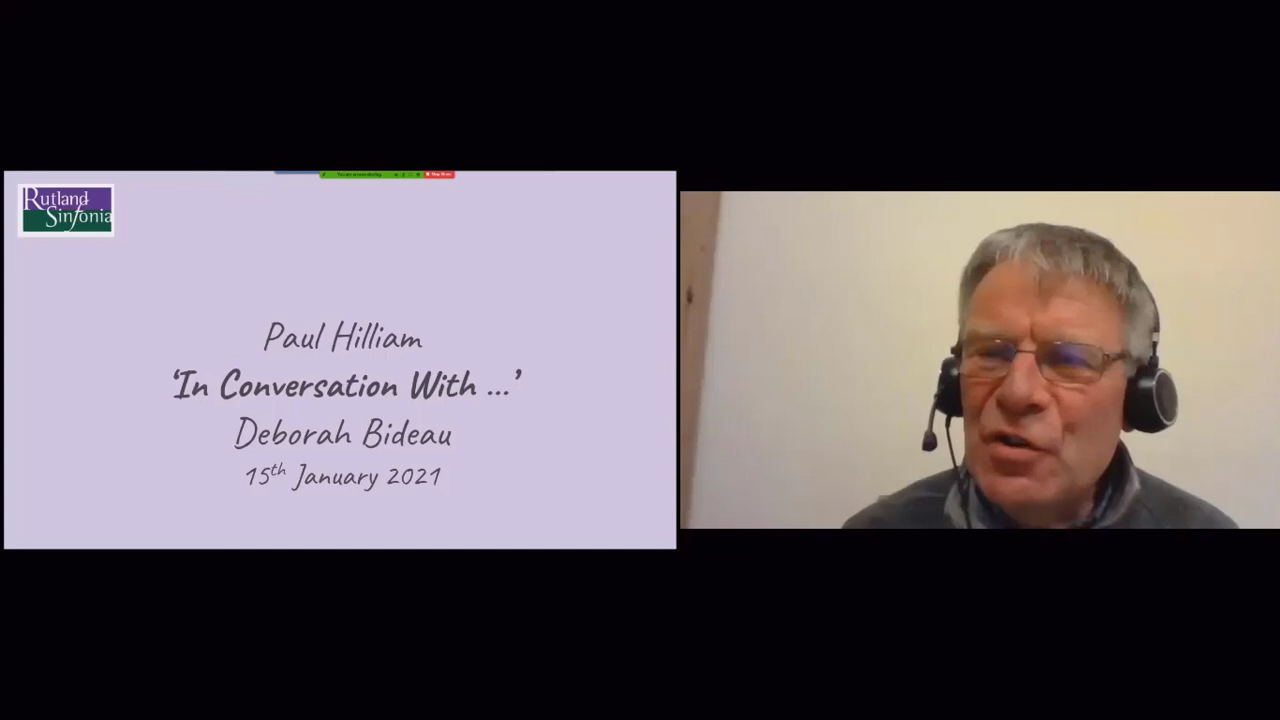 Rutland
Sinfonia
Paul Hilliam
‘In Conversation With ...’
Deborah Bideau
15th January 2021